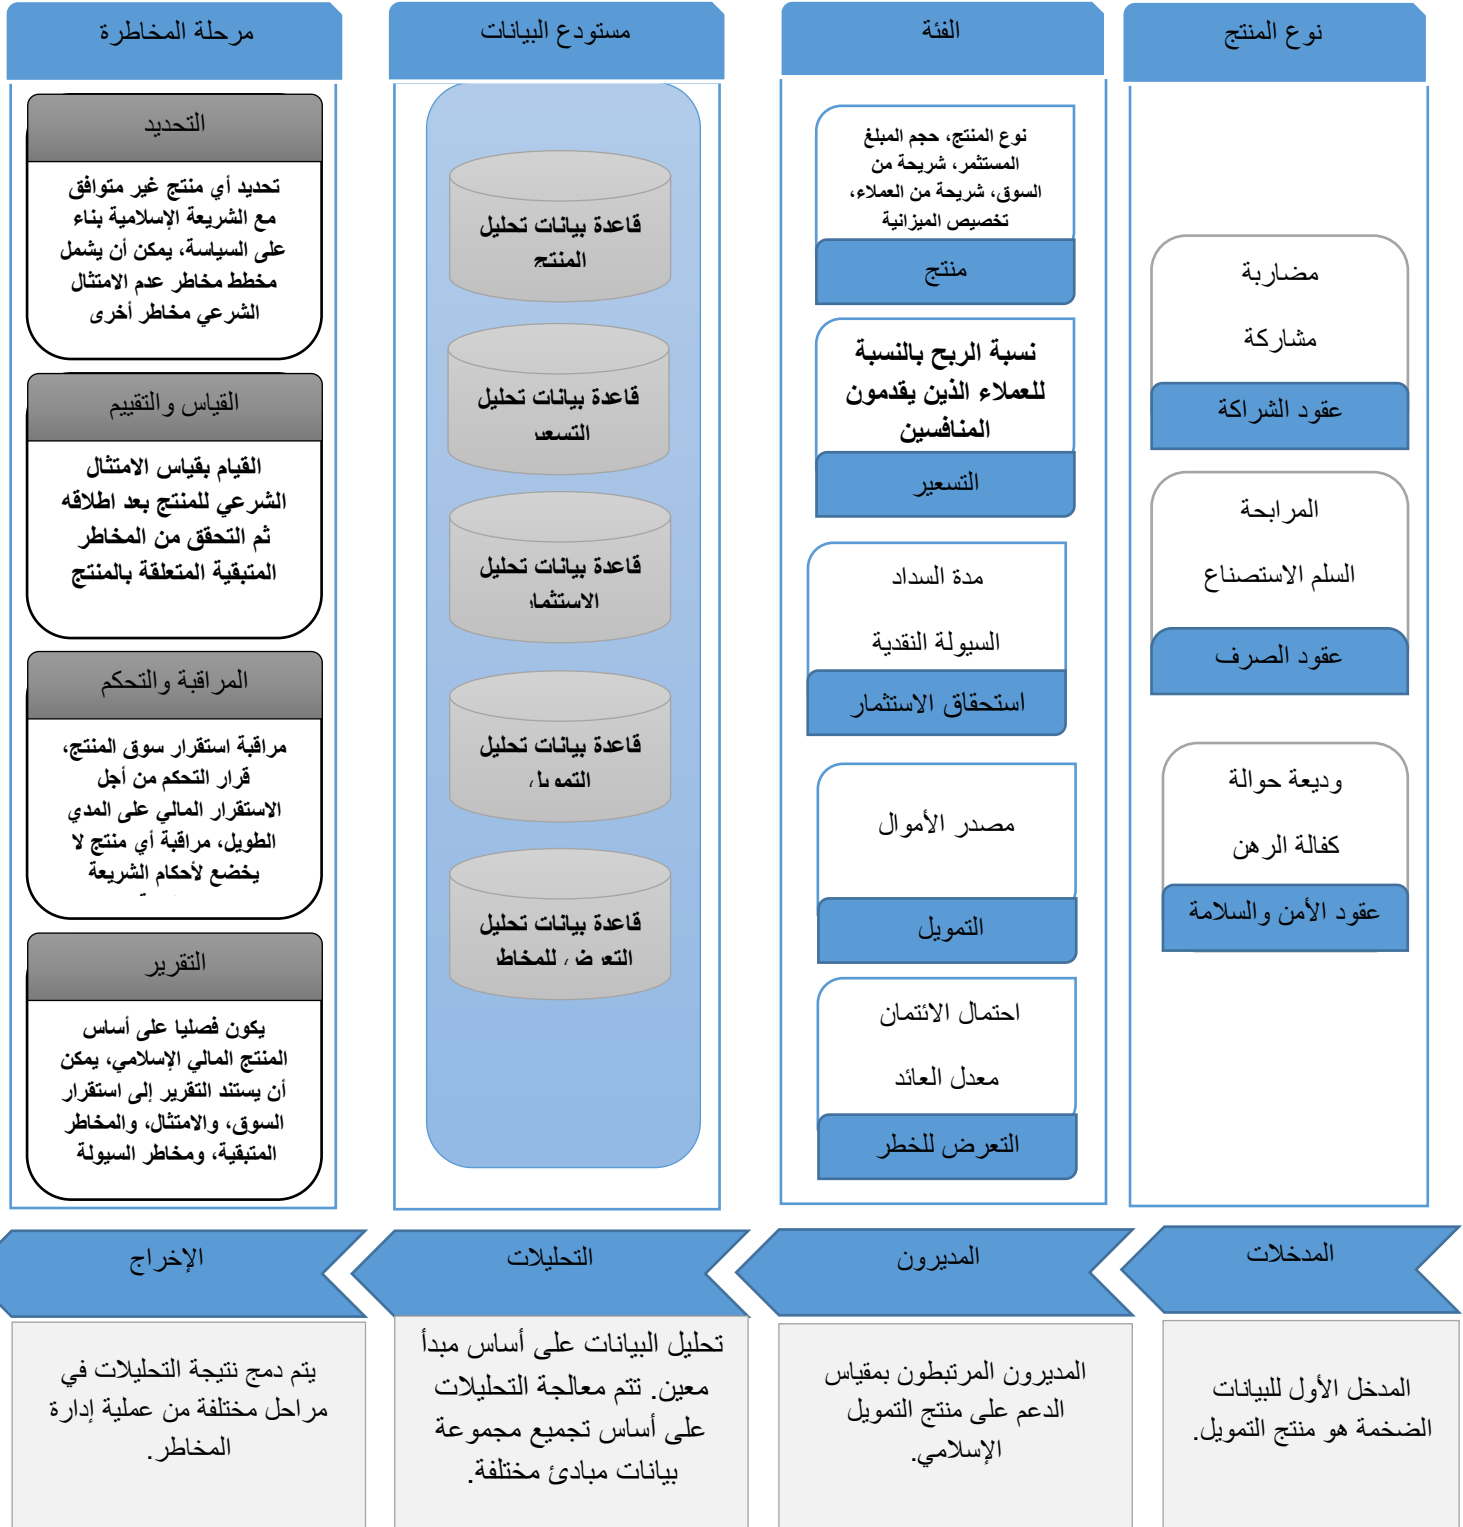 نوع المنتج
مضاربة
مشاركة
عقود الشراكة
المرابحة
السلم الاستصناع
عقود الصرف
وديعة حوالة
كفالة الرهن
عقود الأمن والسلامة
الفئة
نوع المنتج، حجم المبلغ
المستثمر، شريحة من
السوق، شريحة من العملاء،
تخصيص الميزانية
منتج
نسبة الربح بالنسبة
للعملاء الذين يقدمون
المنافسين
التسعير
مدة السداد
السيولة النقدية
استحقاق الاستثمار
مصدر الأموال
التمويل
احتمال الائتمان
معدل العائد
التعرض للخطر
مستودع البيانات
قاعدة بيانات تحليل
المنتج
قاعدة بيانات تحليل
التسعير
قاعدة بيانات تحليل
الاستثمار
قاعدة بيانات تحليل
التمويل
قاعدة بيانات تحليل
التعرض للمخاطر
مرحلة المخاطرة
التحديد
تحديد أي منتج غير متوافق
مع الشريعة الإسلامية بناء
على السياسة، يمكن أن يشمل
مخطط مخاطر عدم الامتثال
الشرعي مخاطر أخرى
القياس والتقييم
القيام بقياس الامتثال
الشرعي للمنتج بعد اطلاقه
ثم التحقق من المخاطر
المتبقية المتعلقة بالمنتج
المراقبة والتحكم
مراقبة استقرار سوق المنتج،
قرار التحكم من أجل
الاستقرار المالي على المدي
الطويل، مراقبة أي منتج لا
يخضع لأحكام الشريعة
التقرير
يكون فصليا على أساس
المنتج المالي الإسلامي، يمكن
أن يستند التقرير إلى استقرار
السوق، والامتثال، والمخاطر
المتبقية، ومخاطر السيولة
المدخلات
المدخل الأول للبيانات
الضخمة هو منتج التمويل.
المديرون
المديرون المرتبطون بمقياس
الدعم على منتج التمويل
الإسلامي.
التحليلات
تحليل البيانات على أساس مبدأ
معين. تتم معالجة التحليلات
على أساس تجميع مجموعة
بيانات مبادئ مختلفة.
الإخراج
يتم دمج نتيجة التحليلات في
مراحل مختلفة من عملية إدارة
المخاطر.